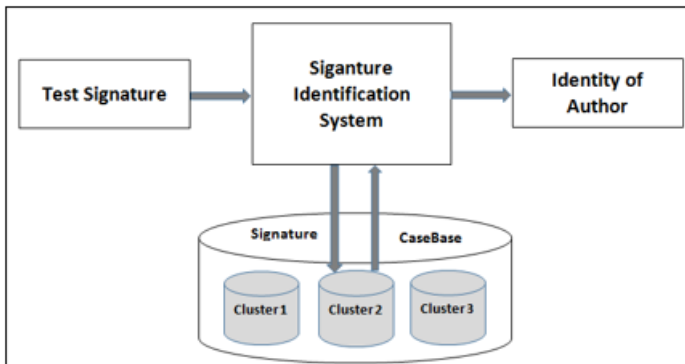 Test Signature
Siganture
Identification
System
Identity of
Author
Signature CaseBase
Cluster1 Cluster2 Cluster3